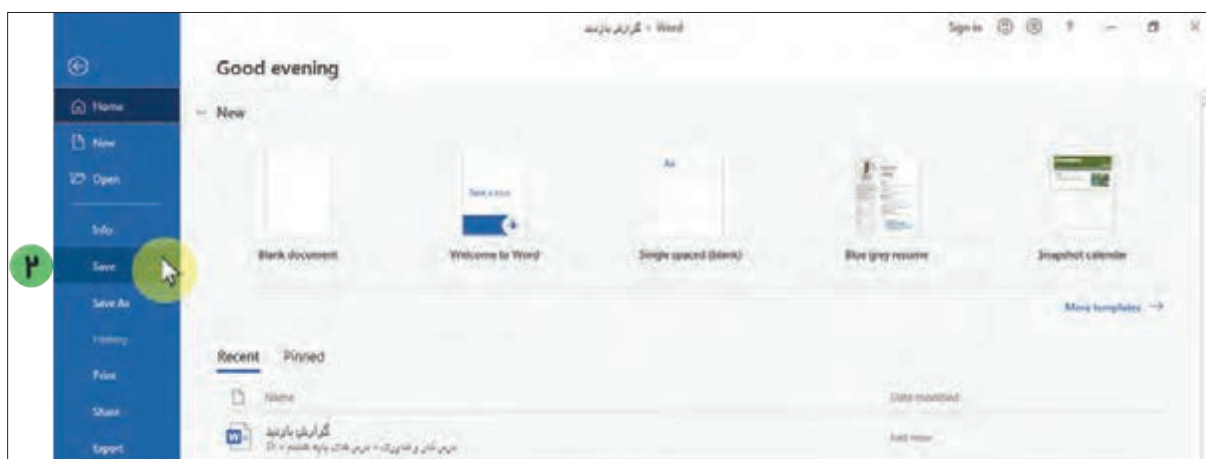 گزارش بازدید - Word
Sign in
?
Good evening
Home
New
New
Open
Info
Blank document
Welcome to Word
Single spaced (blank)
Blue grey resume
Snapshot calendar
۲
Save
Save As
More templates
History
Recent Pinned
Print
Name
Date modified
Share
گزارش بازدید
Just now
Export